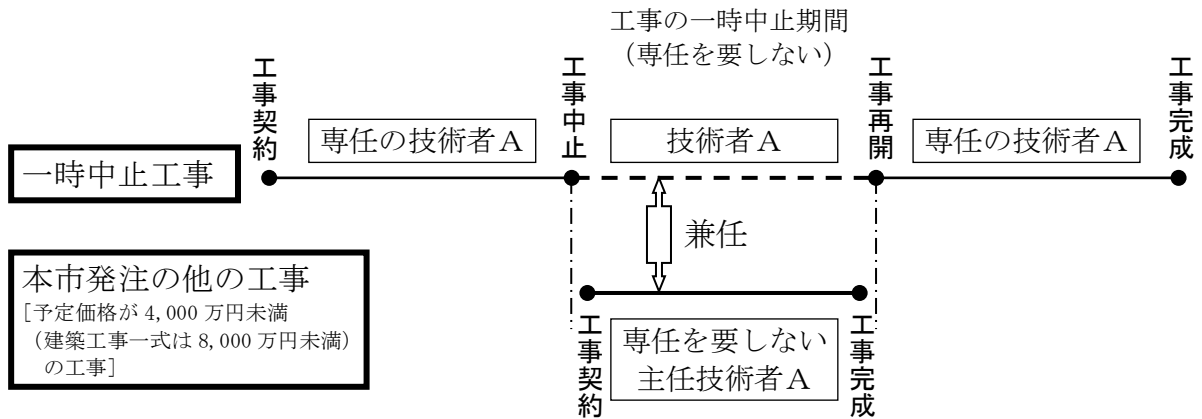 工事の一時中止期間
（専任を要しない）
工事契約
工事中止
工事再開
工事完成
専任の技術者A
技術者A
専任の技術者A
一時中止工事
兼任
本市発注の他の工事
[予定価格が 4,000 万円未満
（建築工事一式は 8,000 万円未満）
の工事]
工事契約
専任を要しない
主任技術者A
工事完成